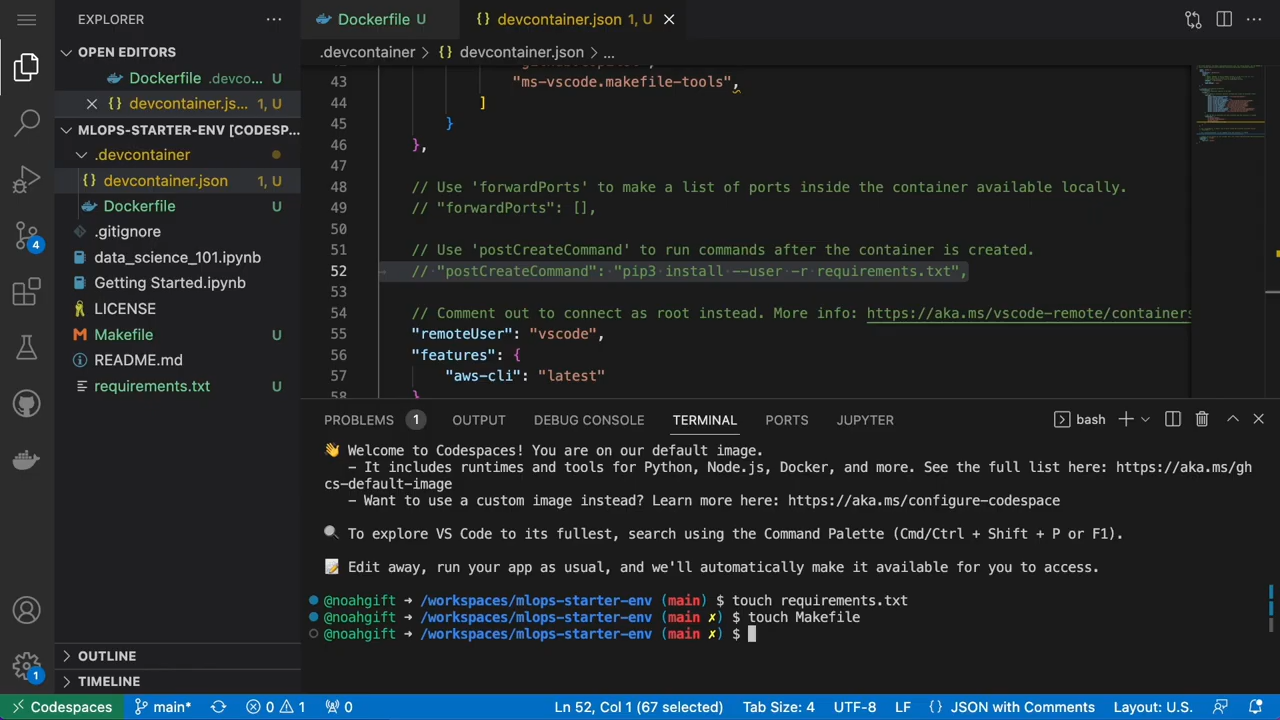 EXPLORER
OPEN EDITORS
Dockerfile .devco... U
devcontainer.js... 1, U
MLOPS-STARTER-ENV [CODESP...
.devcontainer
devcontainer.json 1, U
Dockerfile U
.gitignore
data_science_101.ipynb
Getting Started.ipynb
LICENSE
Makefile U
README.md
requirements.txt U
OUTLINE
TIMELINE
4
1
Dockerfile U
devcontainer.json 1, U
.devcontainer > {} devcontainer.json > ...
43 "ms-vscode.makefile-tools",
44 ]
45 }
46 },
47
48 // Use 'forwardPorts' to make a list of ports inside the container available locally.
49 // "forwardPorts": [],
50
51 // Use 'postCreateCommand' to run commands after the container is created.
52 // "postCreateCommand": "pip3 install --user -r requirements.txt",
53
54 // Comment out to connect as root instead. More info: https://aka.ms/vscode-remote/containers
55 "remoteUser": "vscode",
56 "features": {
57 "aws-cli": "latest"
58 }
PROBLEMS 1 OUTPUT DEBUG CONSOLE TERMINAL PORTS JUPYTER bash
👋 Welcome to Codespaces! You are on our default image.
- It includes runtimes and tools for Python, Node.js, Docker, and more. See the full list here: https://aka.ms/gh
cs-default-image
- Want to use a custom image instead? Learn more here: https://aka.ms/configure-codespace
🔍 To explore VS Code to its fullest, search using the Command Palette (Cmd/Ctrl + Shift + P or F1).
📝 Edit away, run your app as usual, and we'll automatically make it available for you to access.
@noahgift ➜ /workspaces/mlops-starter-env (main) $ touch requirements.txt
@noahgift ➜ /workspaces/mlops-starter-env (main ✗) $ touch Makefile
@noahgift ➜ /workspaces/mlops-starter-env (main ✗) $
Codespaces main* 0 1 0 Ln 52, Col 1 (67 selected) Tab Size: 4 UTF-8 LF {} JSON with Comments Layout: U.S.